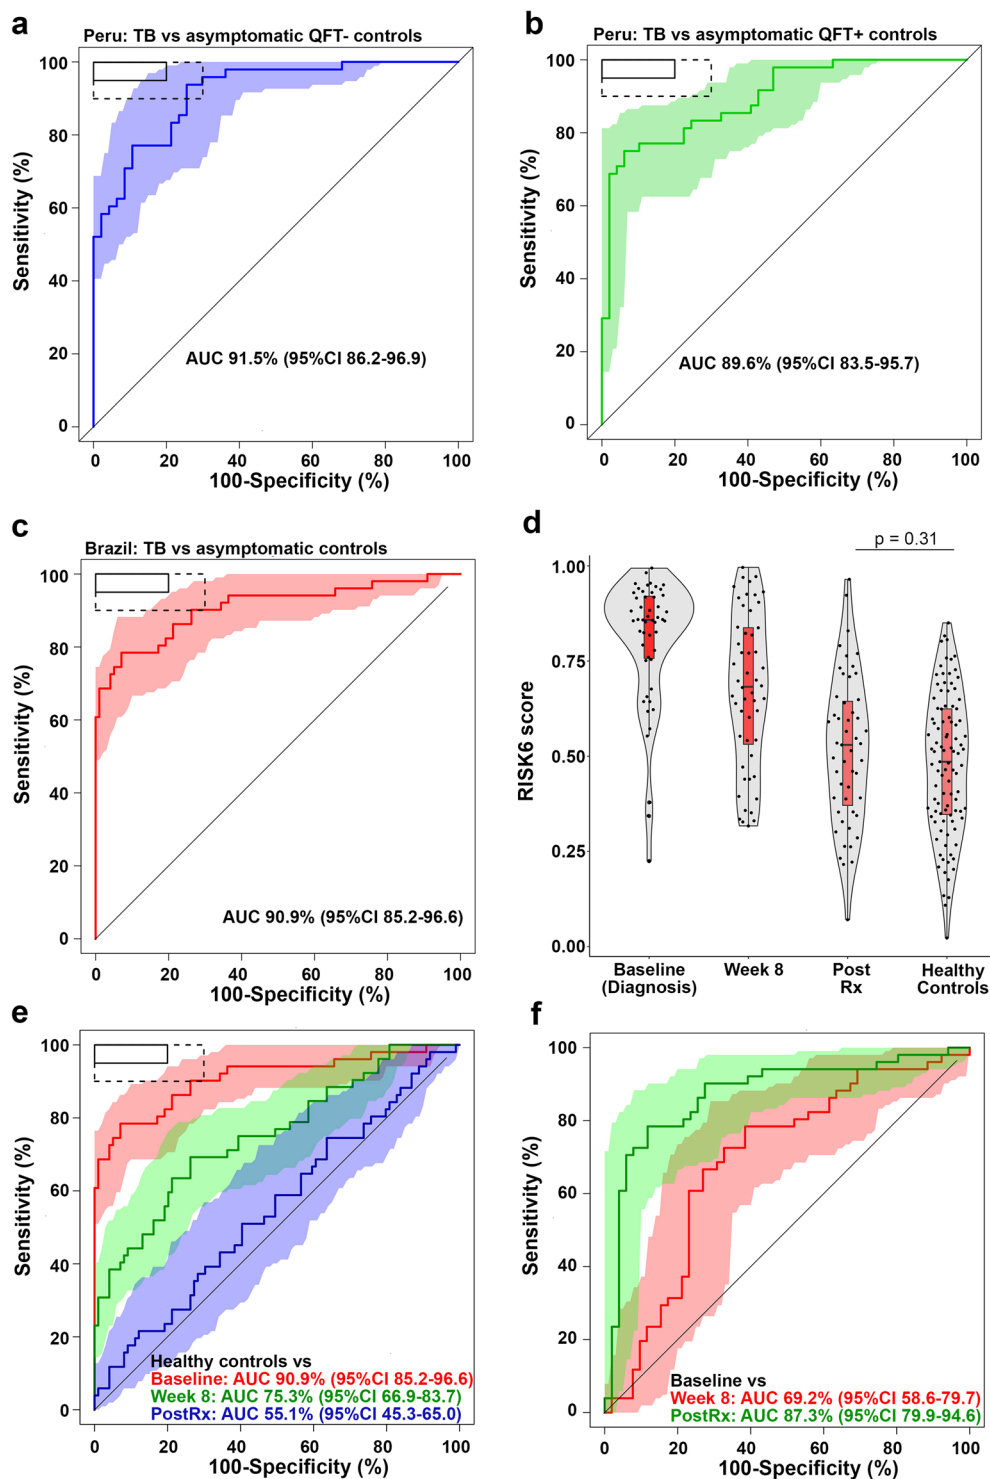 a
Peru: TB vs asymptomatic QFT- controls
100
80
60
40
20
0
Sensitivity (%)
AUC 91.5% (95%CI 86.2-96.9)
0 20 40 60 80 100
100-Specificity (%)
b
Peru: TB vs asymptomatic QFT+ controls
100
80
60
40
20
0
Sensitivity (%)
AUC 89.6% (95%CI 83.5-95.7)
0 20 40 60 80 100
100-Specificity (%)
c
Brazil: TB vs asymptomatic controls
100
80
60
40
20
0
Sensitivity (%)
AUC 90.9% (95%CI 85.2-96.6)
0 20 40 60 80 100
100-Specificity (%)
d
p = 0.31
1.00
0.75
0.50
0.25
0.00
RISK6 score
Baseline Week 8 Post Healthy
(Diagnosis) Rx Controls
e
100
80
60
40
20
0
Sensitivity (%)
Healthy controls vs
Baseline: AUC 90.9% (95%CI 85.2-96.6)
Week 8: AUC 75.3% (95%CI 66.9-83.7)
PostRx: AUC 55.1% (95%CI 45.3-65.0)
0 20 40 60 80 100
100-Specificity (%)
f
100
80
60
40
20
0
Sensitivity (%)
Baseline vs
Week 8: AUC 69.2% (95%CI 58.6-79.7)
PostRx: AUC 87.3% (95%CI 79.9-94.6)
0 20 40 60 80 100
100-Specificity (%)